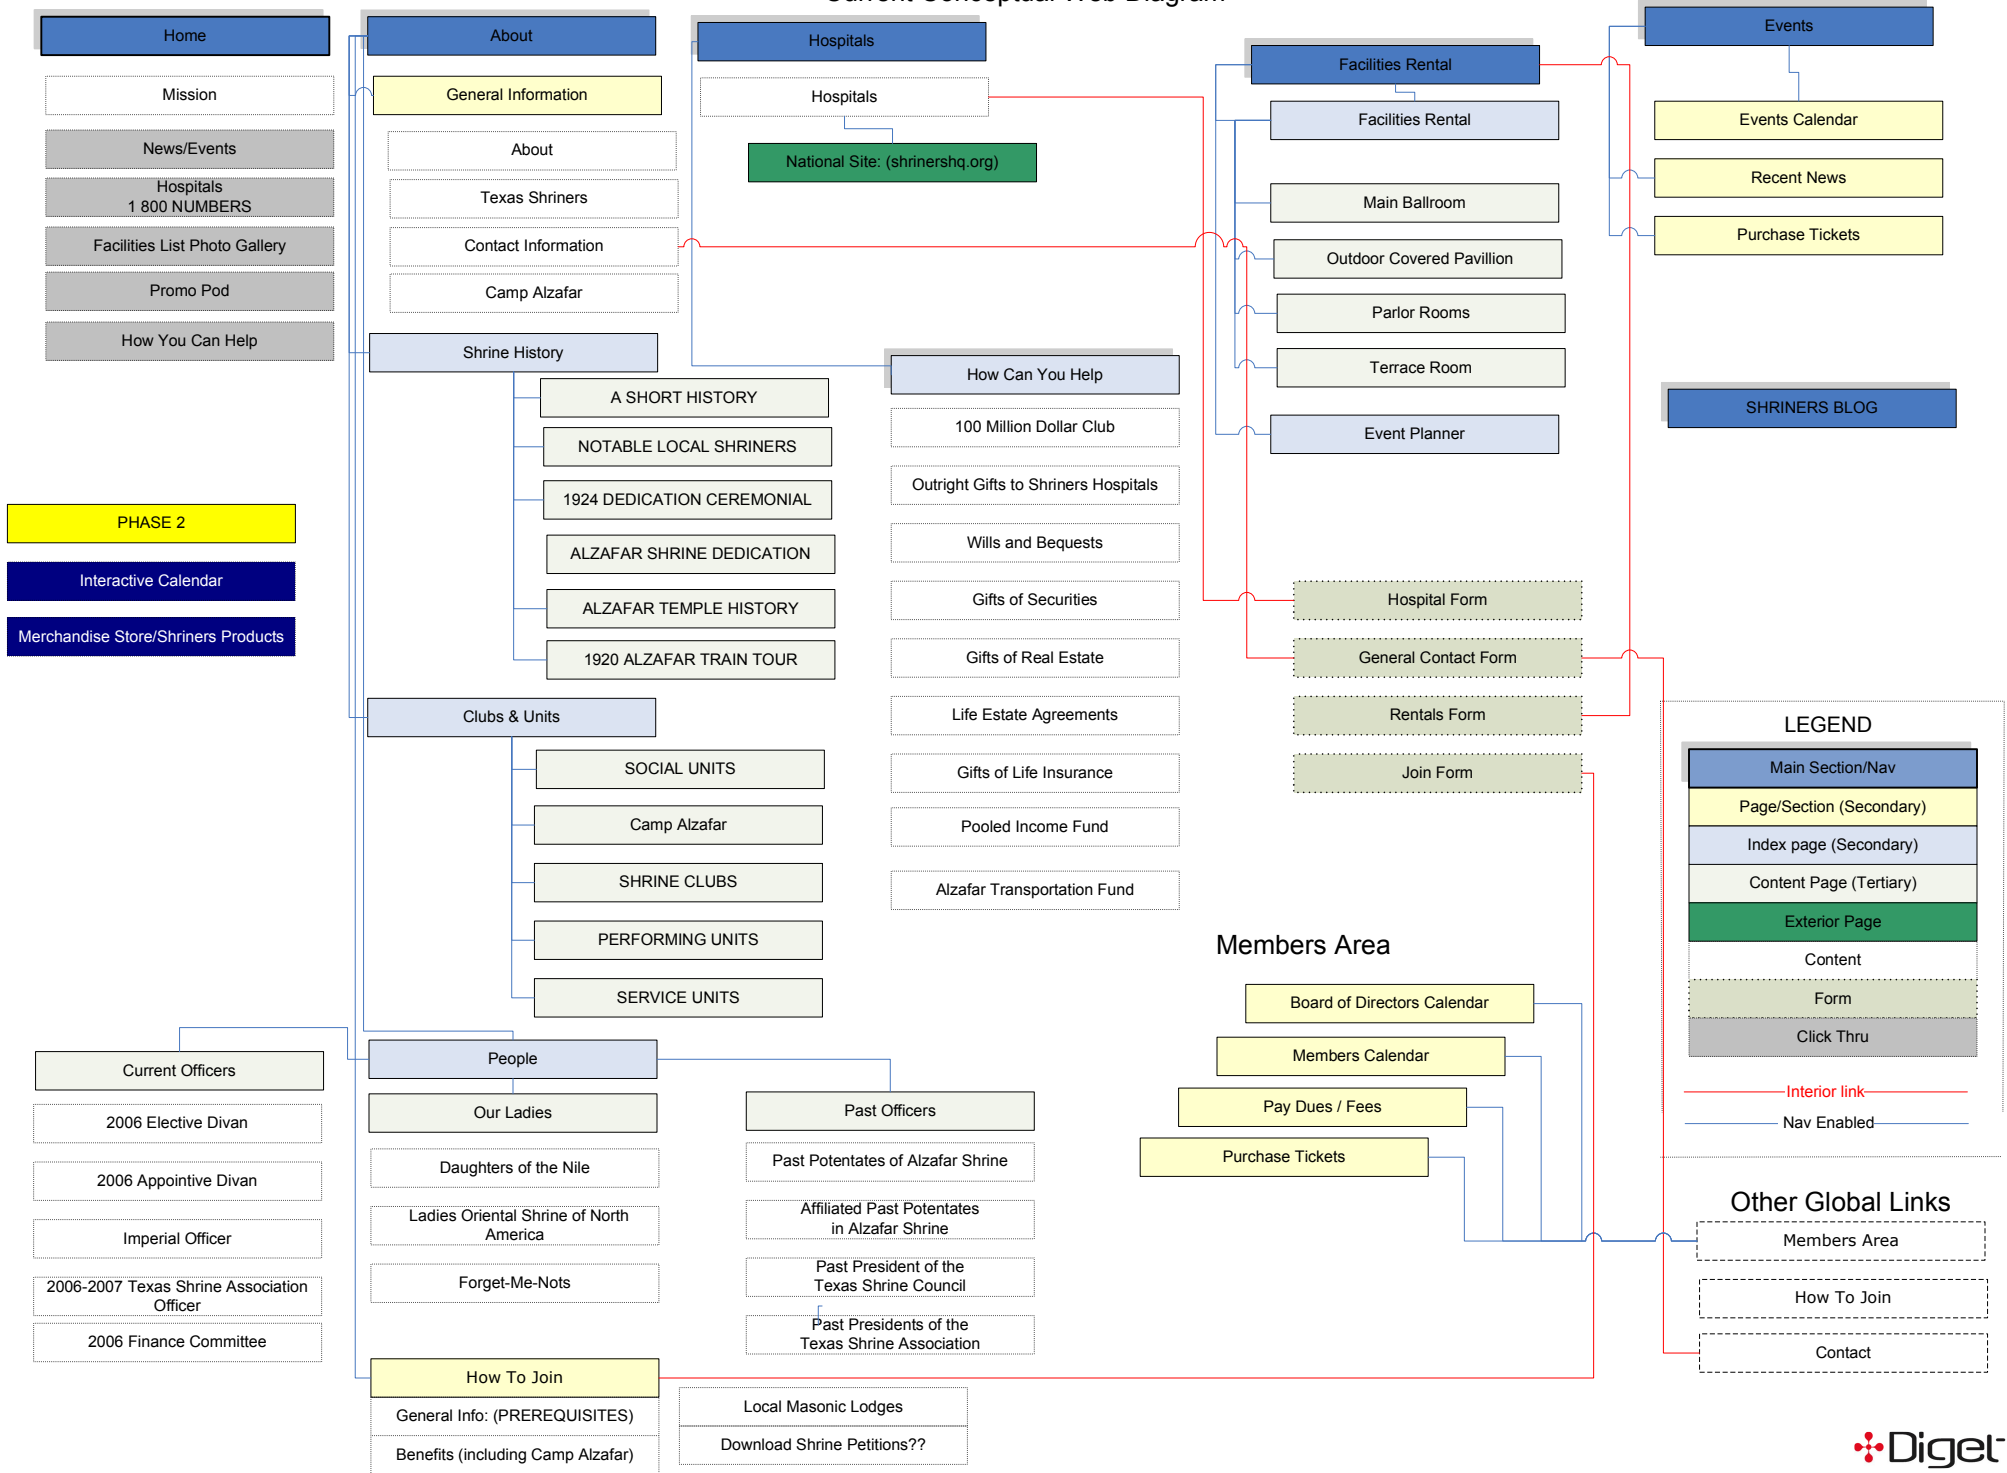 Current Conceptual Web Diagram
Home
Mission
News/Events
Hospitals
1 800 NUMBERS
Facilities List Photo Gallery
Promo Pod
How You Can Help
PHASE 2
Interactive Calendar
Merchandise Store/Shriners Products
About
General Information
About
Texas Shriners
Contact Information
Camp Alzafar
Shrine History
A SHORT HISTORY
NOTABLE LOCAL SHRINERS
1924 DEDICATION CEREMONIAL
ALZAFAR SHRINE DEDICATION
ALZAFAR TEMPLE HISTORY
1920 ALZAFAR TRAIN TOUR
Clubs & Units
SOCIAL UNITS
Camp Alzafar
SHRINE CLUBS
PERFORMING UNITS
SERVICE UNITS
People
Current Officers
2006 Elective Divan
2006 Appointive Divan
Imperial Officer
2006-2007 Texas Shrine Association
Officer
2006 Finance Committee
Our Ladies
Daughters of the Nile
Ladies Oriental Shrine of North
America
Forget-Me-Nots
Past Officers
Past Potentates of Alzafar Shrine
Affiliated Past Potentates
in Alzafar Shrine
Past President of the
Texas Shrine Council
Past Presidents of the
Texas Shrine Association
How To Join
General Info: (PREREQUISITES)
Benefits (including Camp Alzafar)
Local Masonic Lodges
Download Shrine Petitions??
Hospitals
Hospitals
National Site: (shrinershq.org)
How Can You Help
100 Million Dollar Club
Outright Gifts to Shriners Hospitals
Wills and Bequests
Gifts of Securities
Gifts of Real Estate
Life Estate Agreements
Gifts of Life Insurance
Pooled Income Fund
Alzafar Transportation Fund
Facilities Rental
Facilities Rental
Main Ballroom
Outdoor Covered Pavillion
Parlor Rooms
Terrace Room
Event Planner
Hospital Form
General Contact Form
Rentals Form
Join Form
Members Area
Board of Directors Calendar
Members Calendar
Pay Dues / Fees
Purchase Tickets
Events
Events Calendar
Recent News
Purchase Tickets
SHRINERS BLOG
LEGEND
Main Section/Nav
Page/Section (Secondary)
Index page (Secondary)
Content Page (Tertiary)
Exterior Page
Content
Form
Click Thru
Interior link
Nav Enabled
Other Global Links
Members Area
How To Join
Contact
Digett